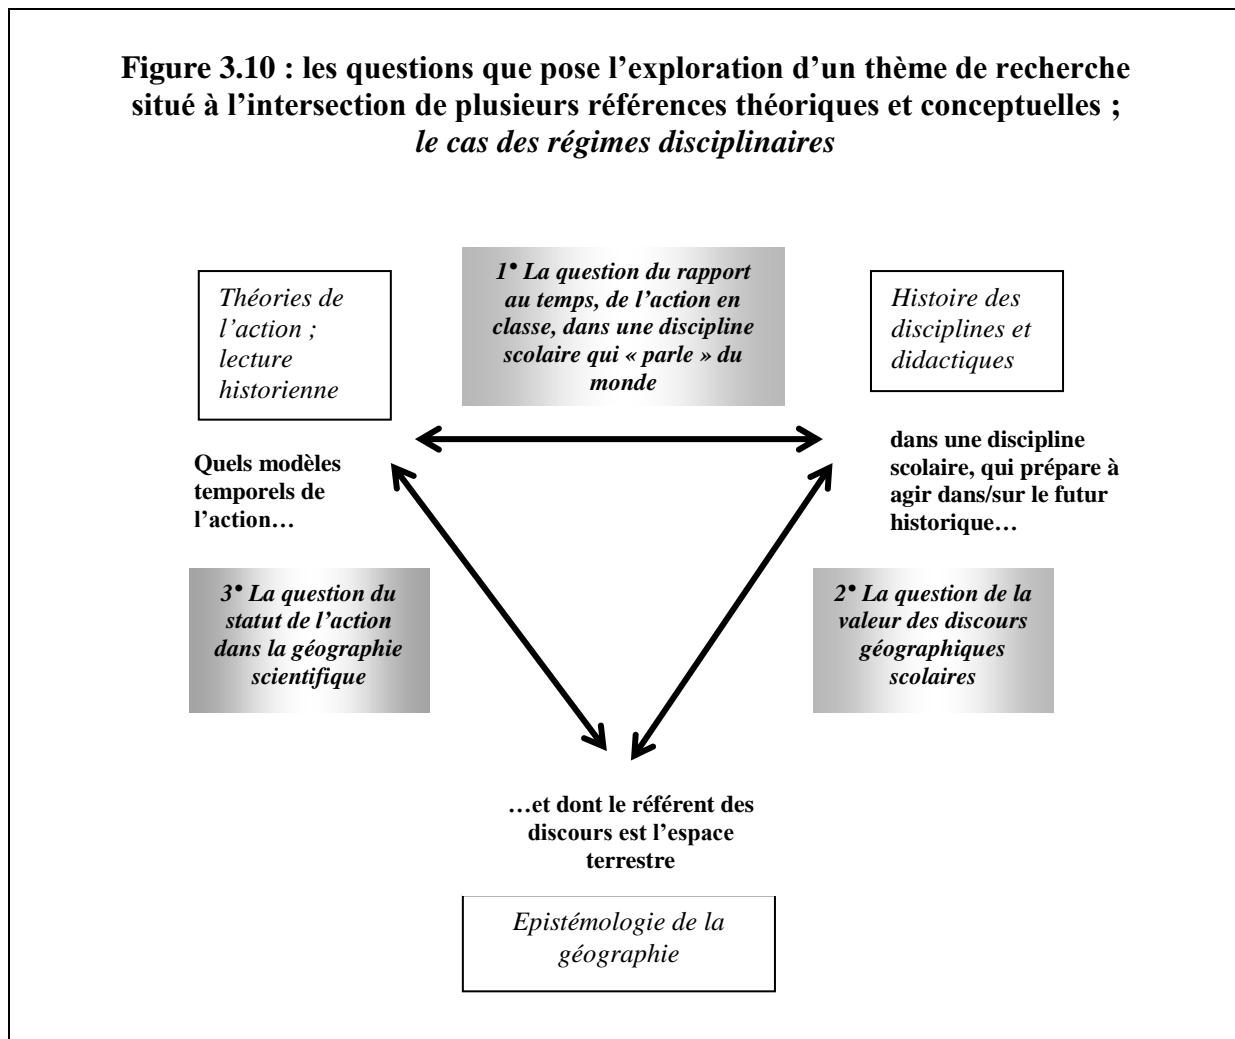 Figure 3.10 : les questions que pose l’exploration d’un thème de recherche
situé à l’intersection de plusieurs références théoriques et conceptuelles ;
le cas des régimes disciplinaires
Théories de
l’action ;
lecture
historienne
1• La question du rapport
au temps, de l’action en
classe, dans une discipline
scolaire qui « parle » du
monde
Histoire des
disciplines et
didactiques
Quels modèles
temporels de
l’action…
dans une discipline
scolaire, qui prépare à
agir dans/sur le futur
historique…
3• La question du
statut de l’action
dans la géographie
scientifique
2• La question de la
valeur des discours
géographiques
scolaires
…et dont le référent des
discours est l’espace
terrestre
Epistémologie de la
géographie